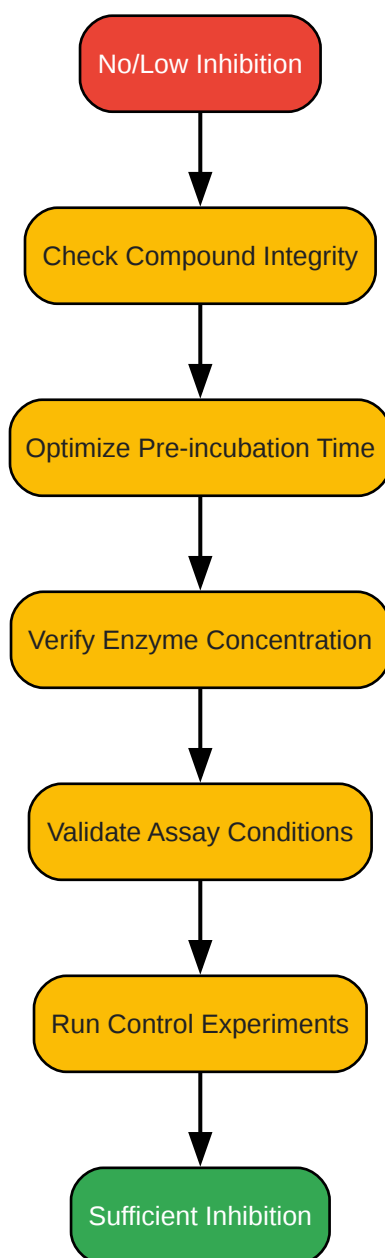 No/Low Inhibition
Check Compound Integrity
Optimize Pre-incubation Time
Verify Enzyme Concentration
Validate Assay Conditions
Run Control Experiments
Sufficient Inhibition